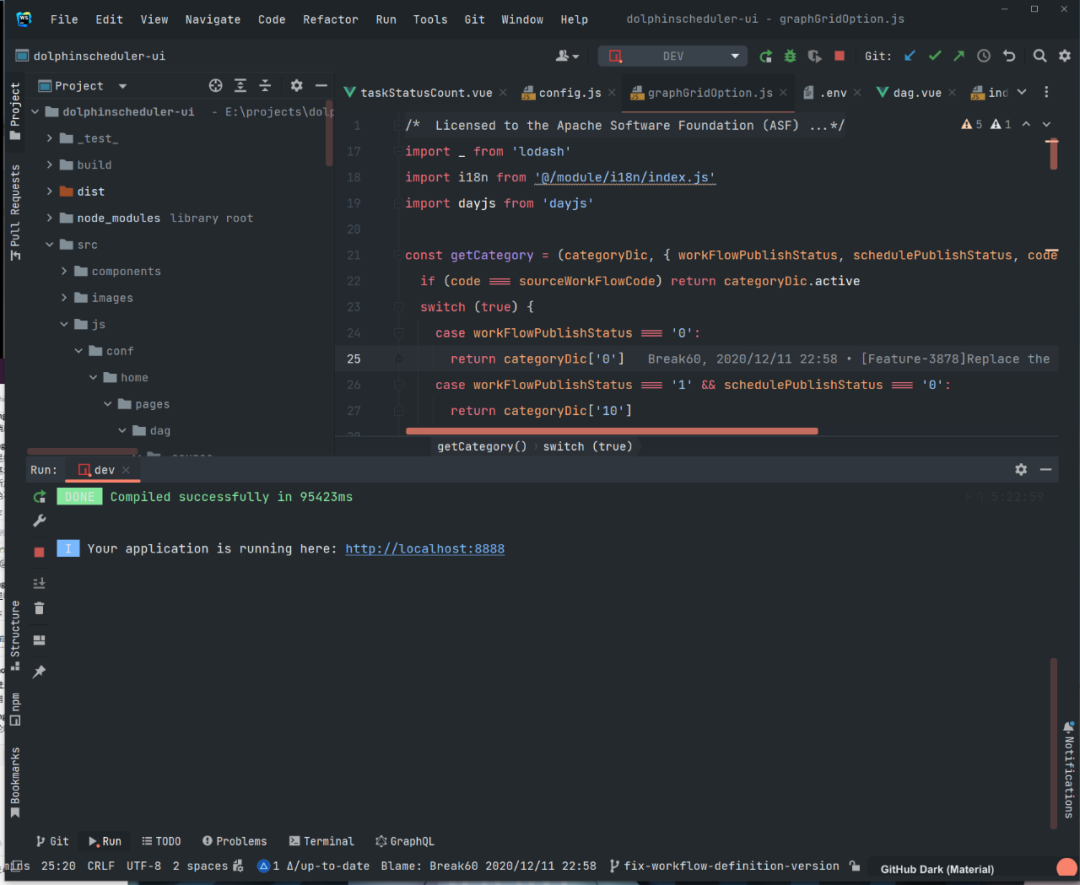 WS File Edit View Navigate Code Refactor Run Tools Git Window Help dolphinscheduler-ui - graphGridOption.js
dolphinscheduler-ui DEV Git:
Project
taskStatusCount.vue config.js graphGridOption.js .env dag.vue ind
Project
Pull Requests
dolphinscheduler-ui - E:\projects\dolp
_test_
build
dist
node_modules library root
src
components
images
js
conf
home
pages
dag
1 /* Licensed to the Apache Software Foundation (ASF) ...*/ 5 1
17 import _ from 'lodash'
18 import i18n from '@/module/i18n/index.js'
19 import dayjs from 'dayjs'
20
21 const getCategory = (categoryDic, { workFlowPublishStatus, schedulePublishStatus, code
22 if (code === sourceWorkFlowCode) return categoryDic.active
23 switch (true) {
24 case workFlowPublishStatus === '0':
25 return categoryDic['0'] Break60, 2020/12/11 22:58 • [Feature-3878]Replace the
26 case workFlowPublishStatus === '1' && schedulePublishStatus === '0':
27 return categoryDic['10']
getCategory() switch (true)
Run: dev
DONE Compiled successfully in 95423ms 5:22:59
I Your application is running here: http://localhost:8888
Structure
npm
Bookmarks
Notifications
Git Run TODO Problems Terminal GraphQL
25:20 CRLF UTF-8 2 spaces 1 Δ/up-to-date Blame: Break60 2020/12/11 22:58 fix-workflow-definition-version GitHub Dark (Material)